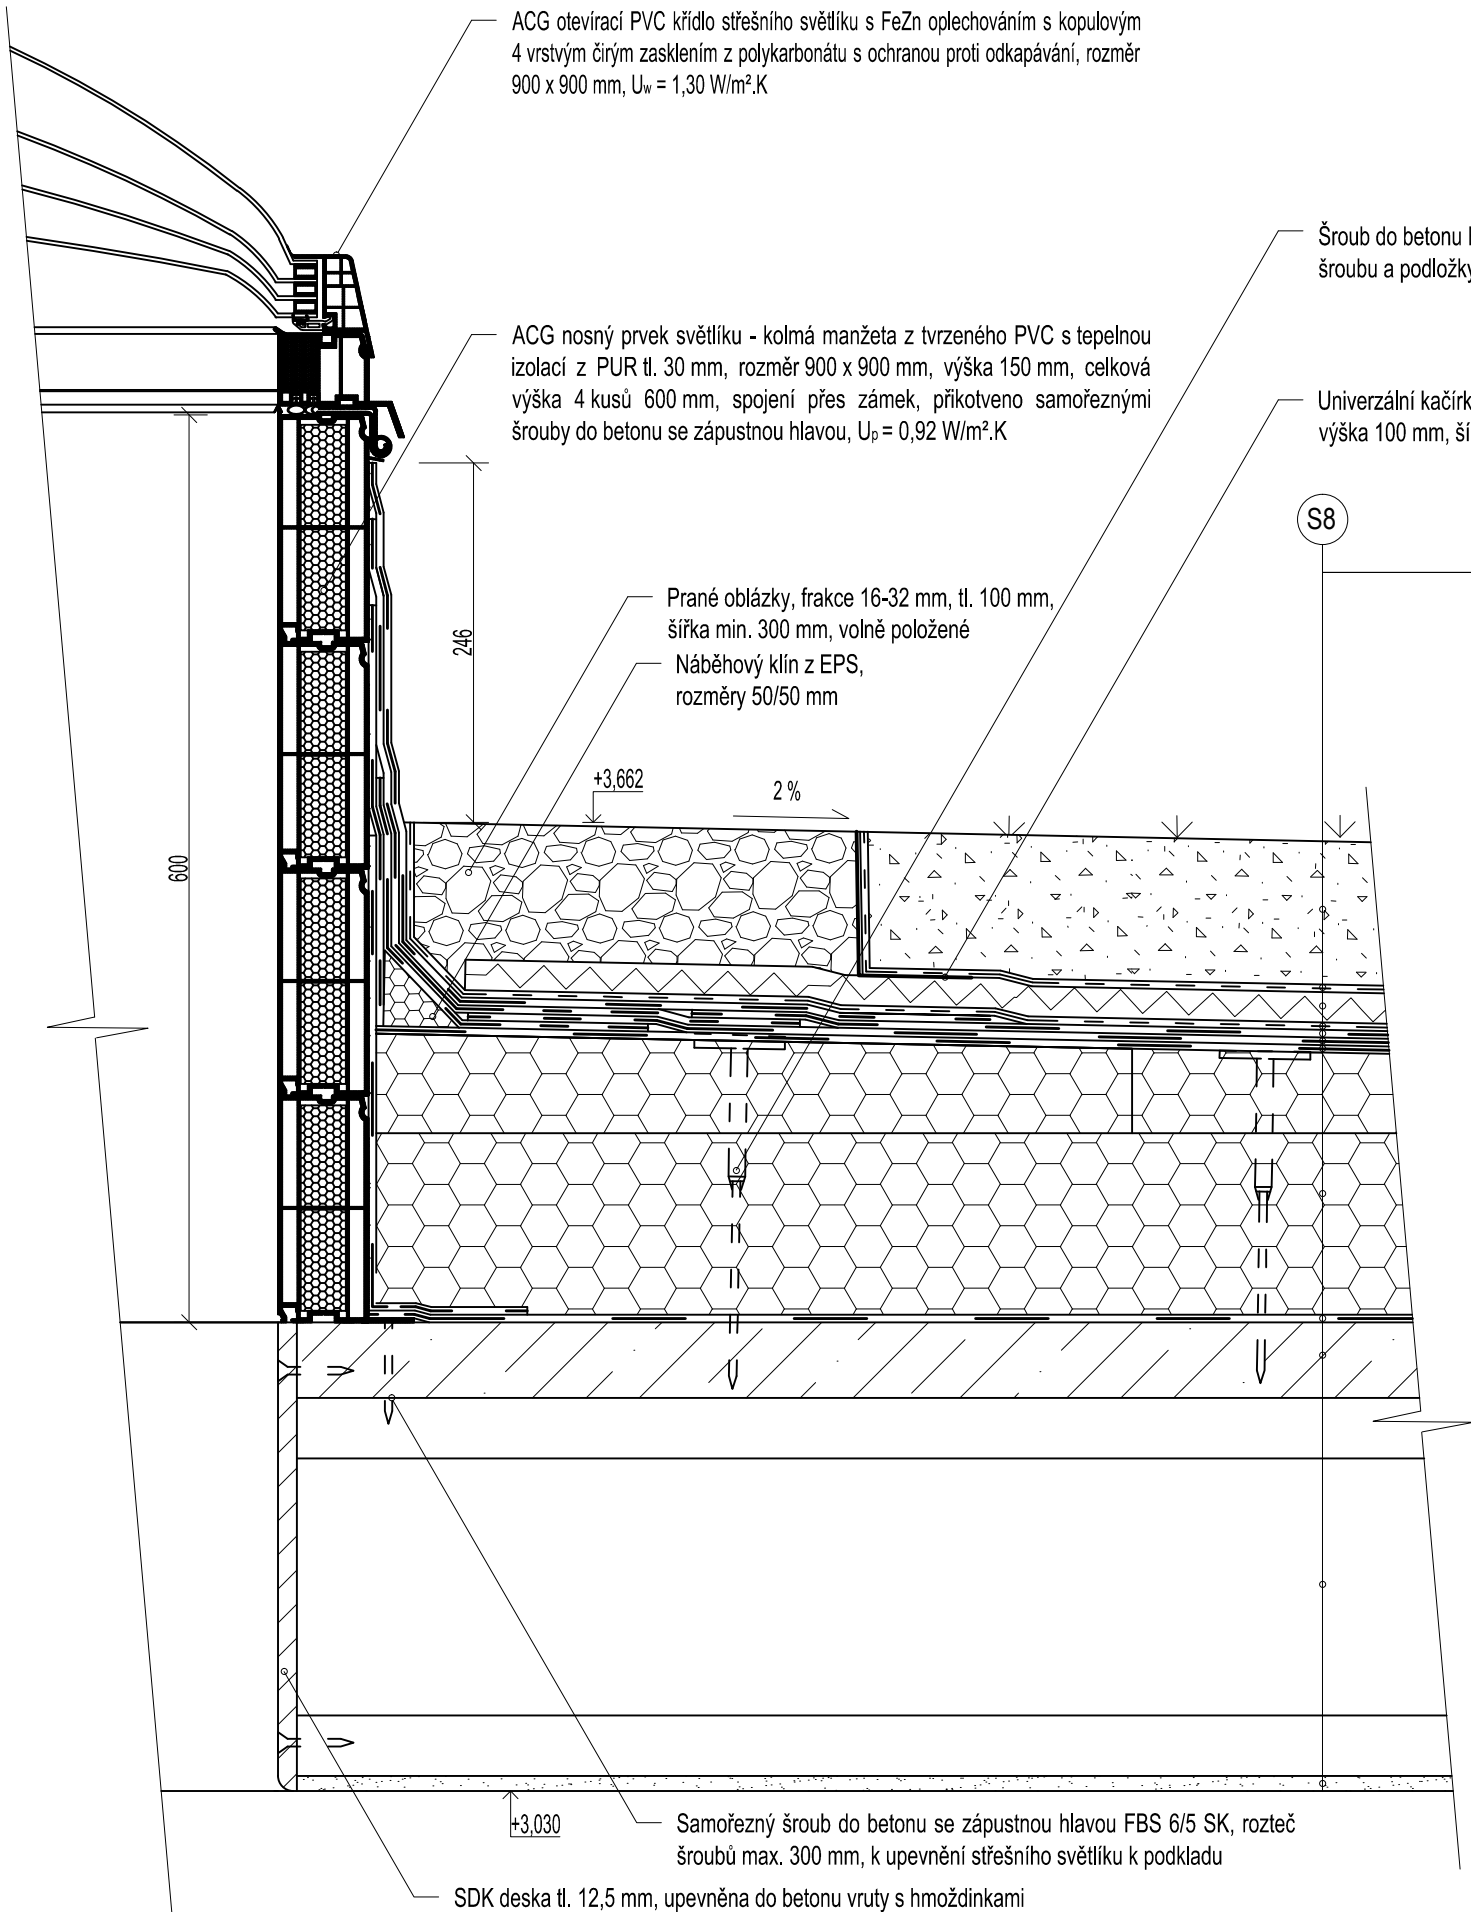 ACG otevírací PVC křídlo střešního světlíku s FeZn oplechováním s kopulovým
4 vrstvým čirým zasklením z polykarbonátu s ochranou proti odkapávání, rozměr
900 x 900 mm, Uw = 1,30 W/m².K
Šroub do betonu
šroubu a podložky
ACG nosný prvek světlíku - kolmá manžeta z tvrzeného PVC s tepelnou
izolací z PUR tl. 30 mm, rozměr 900 x 900 mm, výška 150 mm, celková
výška 4 kusů 600 mm, spojení přes zámek, přikotveno samořeznými
šrouby do betonu se zápustnou hlavou, Up = 0,92 W/m².K
Univerzální kačírk
výška 100 mm, ší
S8
Prané oblázky, frakce 16-32 mm, tl. 100 mm,
šířka min. 300 mm, volně položené
246
Náběhový klín z EPS,
rozměry 50/50 mm
+3,662
2 %
600
+3,030
Samořezný šroub do betonu se zápustnou hlavou FBS 6/5 SK, rozteč
šroubů max. 300 mm, k upevnění střešního světlíku k podkladu
SDK deska tl. 12,5 mm, upevněna do betonu vruty s hmoždinkami